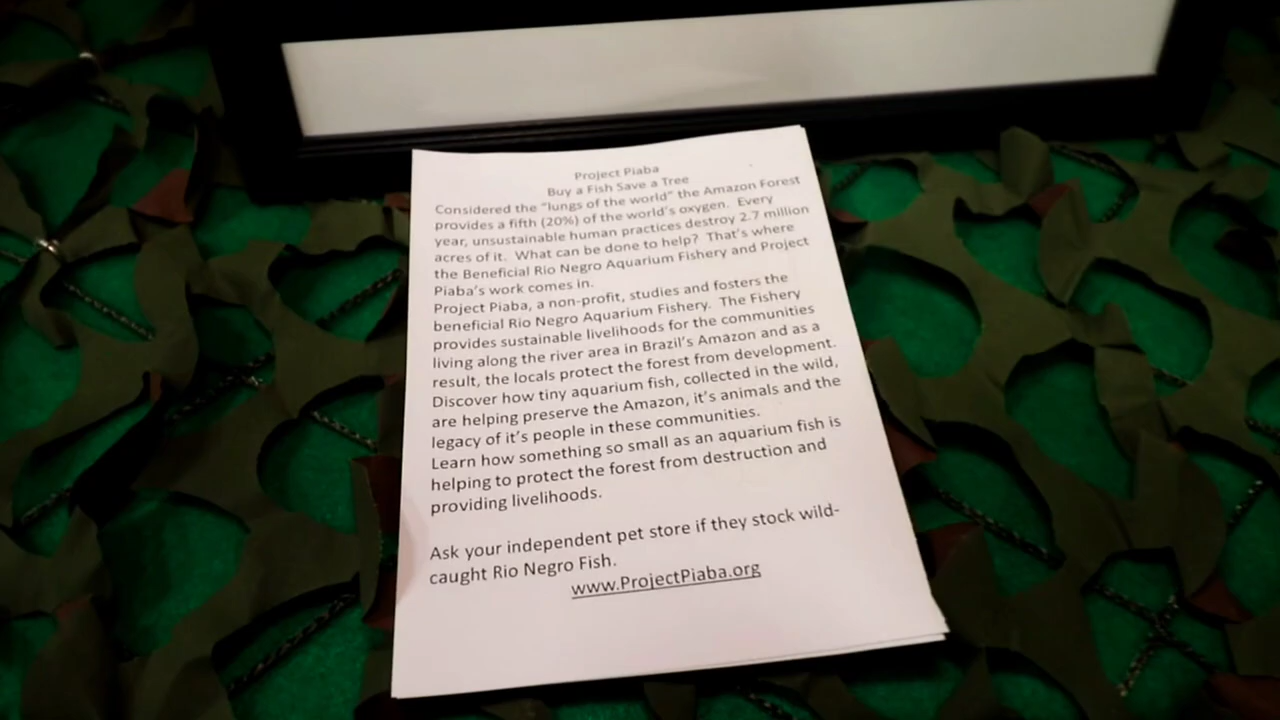 Project Piaba
Buy a Fish Save a Tree
Considered the "lungs of the world" the Amazon Forest
provides a fifth (20%) of the world's oxygen.  Every
year, unsustainable human practices destroy 2.7 million
acres of it.  What can be done to help?  That's where
the Beneficial Rio Negro Aquarium Fishery and Project
Piaba's work comes in.
Project Piaba, a non-profit, studies and fosters the
beneficial Rio Negro Aquarium Fishery.  The Fishery
provides sustainable livelihoods for the communities
living along the river area in Brazil's Amazon and as a
result, the locals protect the forest from development.
Discover how tiny aquarium fish, collected in the wild,
are helping preserve the Amazon, it's animals and the
legacy of it's people in these communities.
Learn how something so small as an aquarium fish is
helping to protect the forest from destruction and
providing livelihoods.
Ask your independent pet store if they stock wild-
caught Rio Negro Fish.
www.ProjectPiaba.org